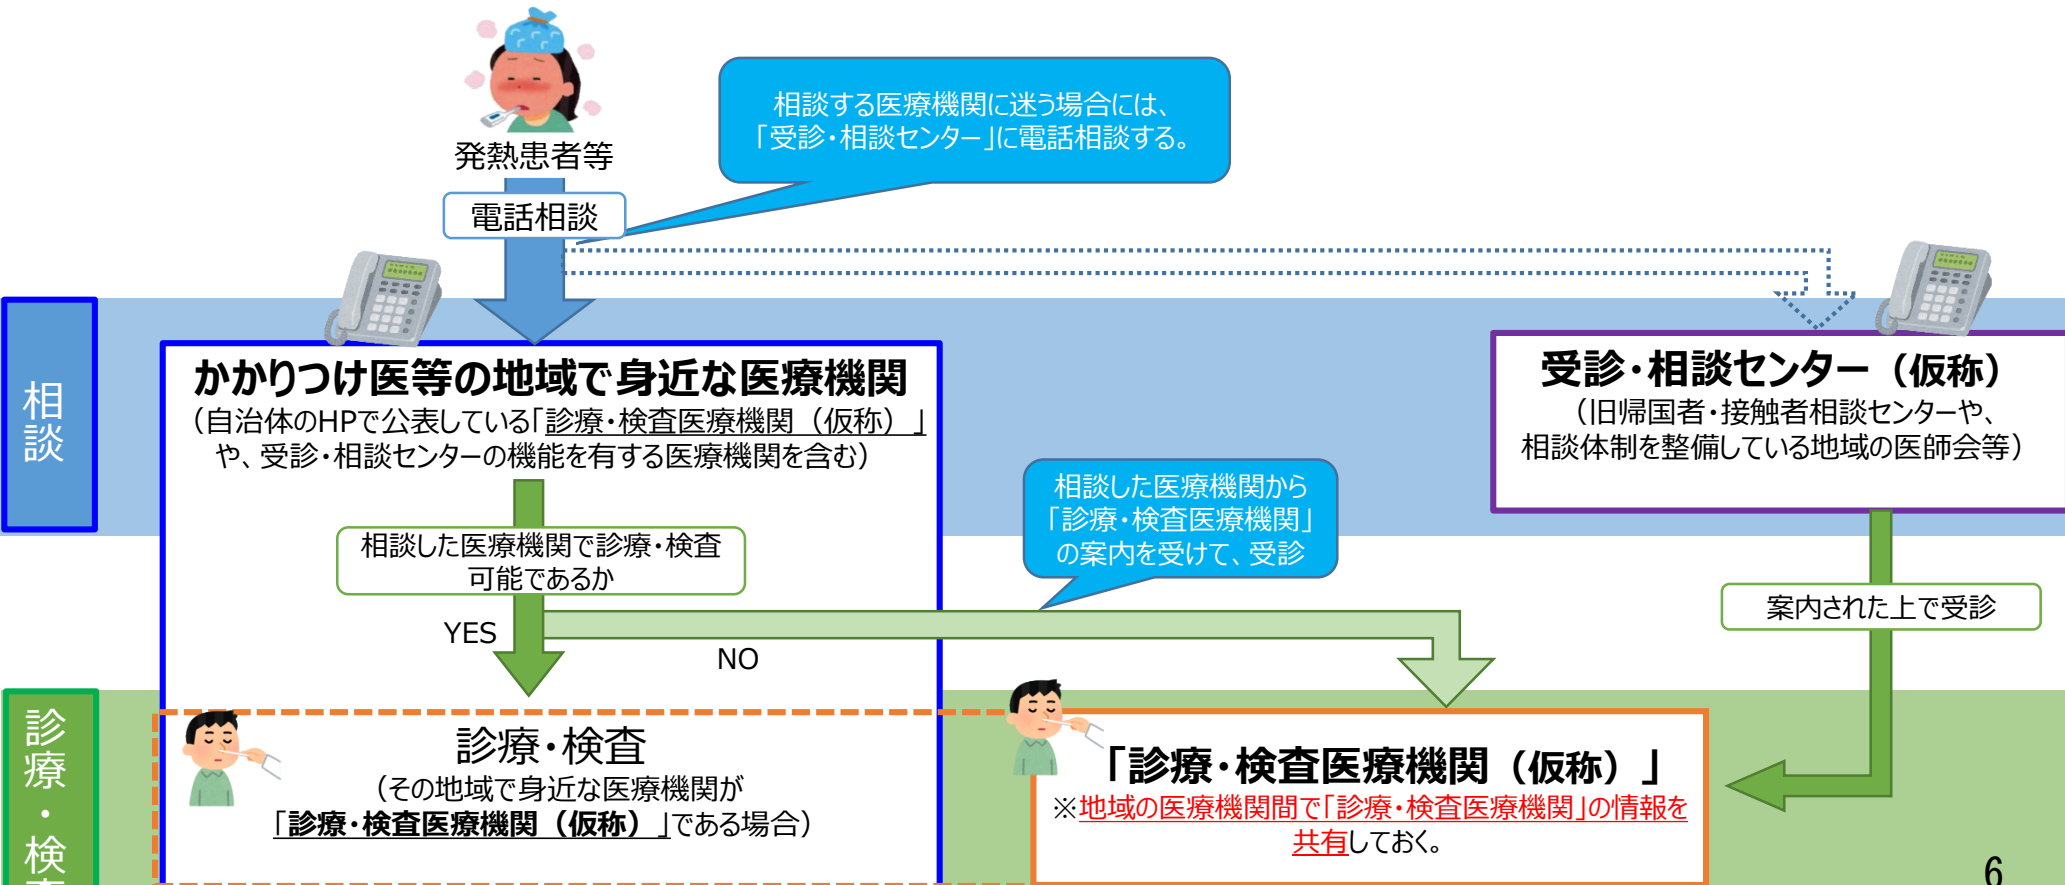 発熱患者等
相談する医療機関に迷う場合には、
「受診・相談センター」に電話相談する。
電話相談
相談
かかりつけ医等の地域で身近な医療機関
（自治体のHPで公表している「診療・検査医療機関（仮称）」
や、受診・相談センターの機能を有する医療機関を含む）
受診・相談センター（仮称）
（旧帰国者・接触者相談センターや、
相談体制を整備している地域の医師会等）
相談した医療機関で診療・検査
可能であるか
相談した医療機関から
「診療・検査医療機関」
の案内を受けて、受診
案内された上で受診
YES
NO
診療・検査
診療・検査
（その地域で身近な医療機関が
「診療・検査医療機関（仮称）」である場合）
「診療・検査医療機関（仮称）」
※地域の医療機関間で「診療・検査医療機関」の情報を
共有しておく。
6